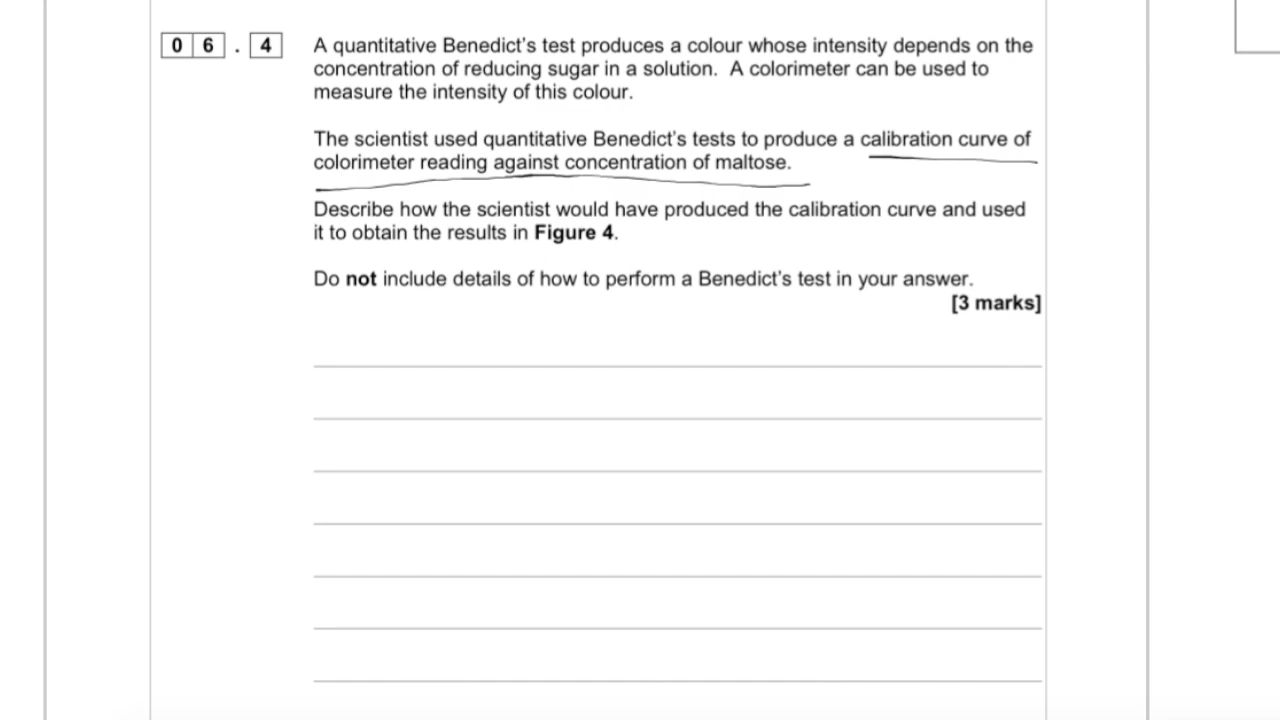 0 6 . 4 A quantitative Benedict's test produces a colour whose intensity depends on the
concentration of reducing sugar in a solution. A colorimeter can be used to
measure the intensity of this colour.
The scientist used quantitative Benedict's tests to produce a calibration curve of
colorimeter reading against concentration of maltose.
Describe how the scientist would have produced the calibration curve and used
it to obtain the results in Figure 4.
Do not include details of how to perform a Benedict's test in your answer.
[3 marks]